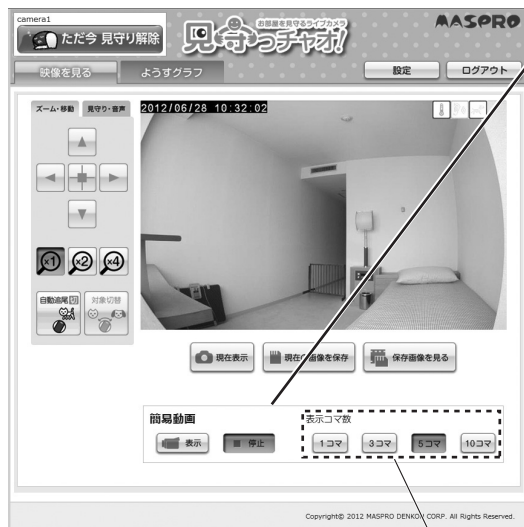 camera1
ただ今 見守り解除
お部屋を見守るライブカメラ
見守っチャオ!
MASPRO
映像を見る
ようすグラフ
設定
ログアウト
ズーム・移動
見守り・音声
2012/06/28 10:32:02
x1
x2
x4
自動追尾 切
対象切替
現在表示
現在の画像を保存
保存画像を見る
簡易動画
表示コマ数
表示
停止
1コマ
3コマ
5コマ
10コマ
Copyright© 2012 MASPRO DENKOH CORP. All Rights Reserved.